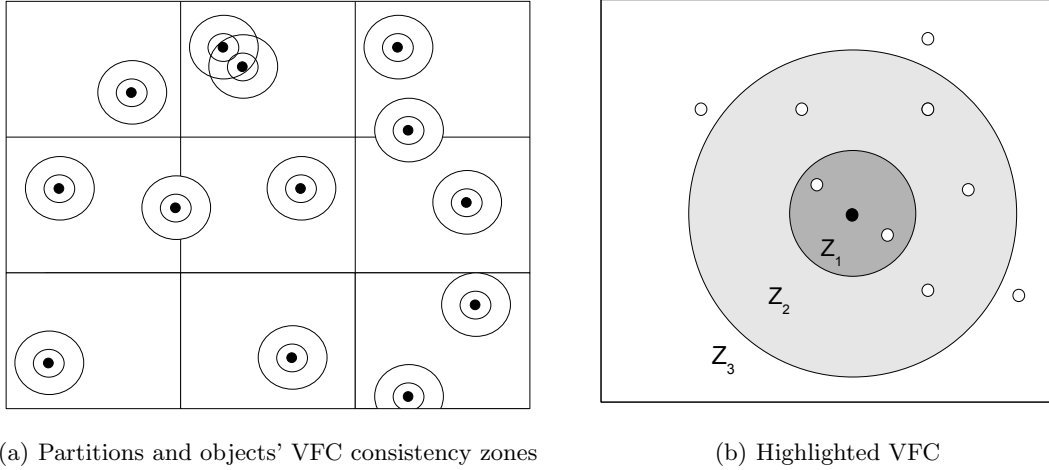 Z1
Z2
Z3
a) Partitions and objects' VFC consistency zones
(b) Highlighted VFC